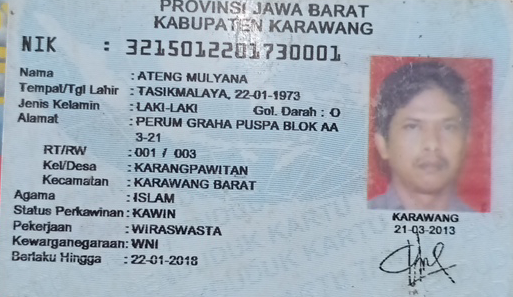 PROVINSI JAWA BARAT
KABUPATEN KARAWANG
NIK : 3215012201730001
Nama : ATENG MULYANA
Tempat/Tgl Lahir : TASIKMALAYA, 22-01-1973
Jenis Kelamin : LAKI-LAKI Gol. Darah : O
Alamat : PERUM GRAHA PUSPA BLOK AA
3-21
RT/RW : 001 / 003
Kel/Desa : KARANGPAWITAN
Kecamatan : KARAWANG BARAT
Agama : ISLAM
Status Perkawinan : KAWIN
Pekerjaan : WIRASWASTA
Kewarganegaraan: WNI
Berlaku Hingga : 22-01-2018
KARAWANG
21-03-2013